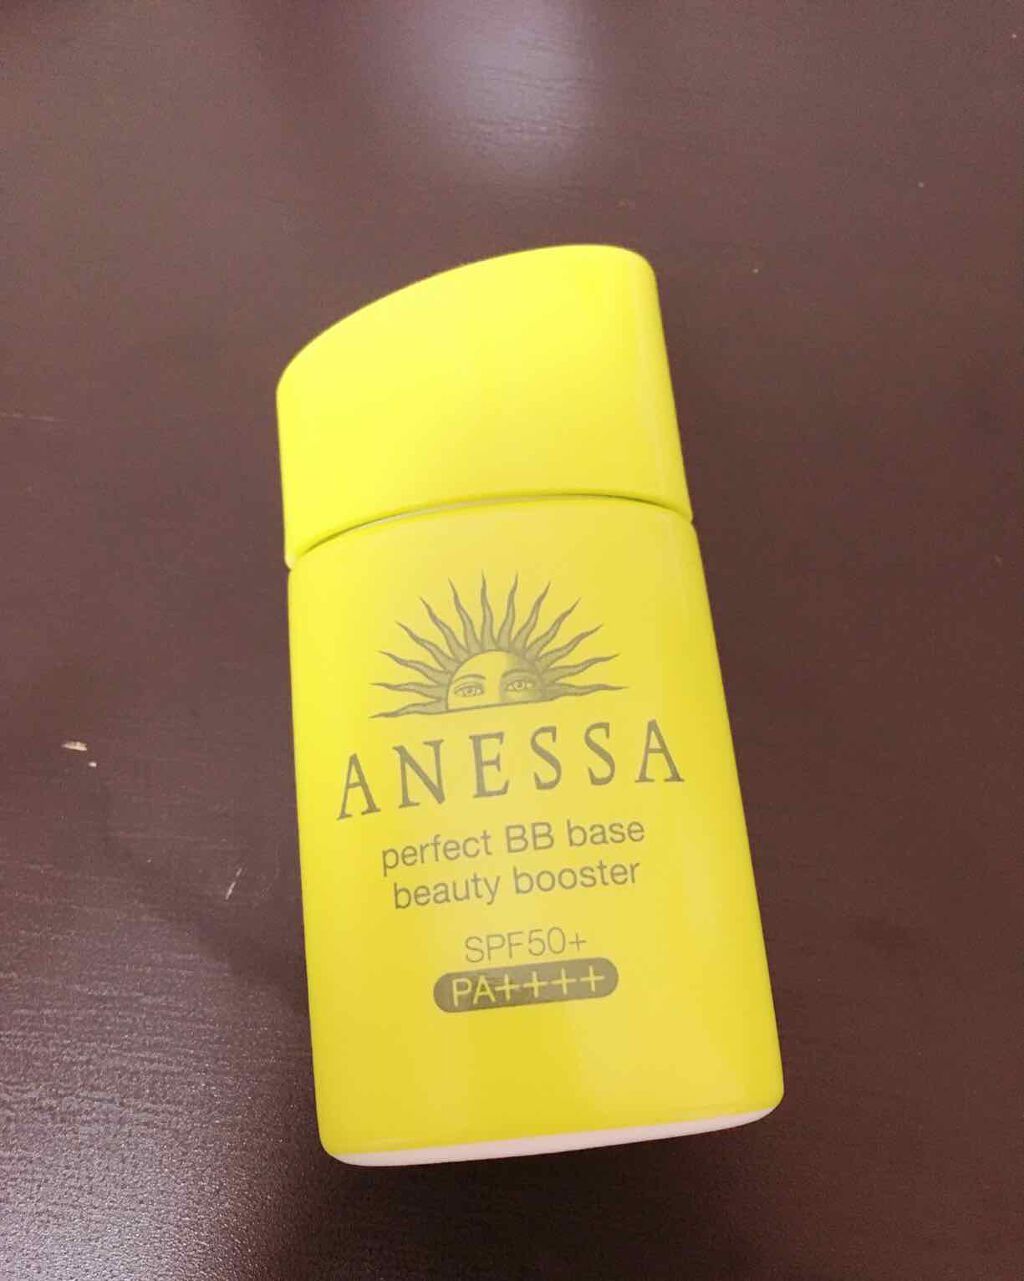 ANESSA
perfect BB base
beauty booster
SPF50+
PA++++